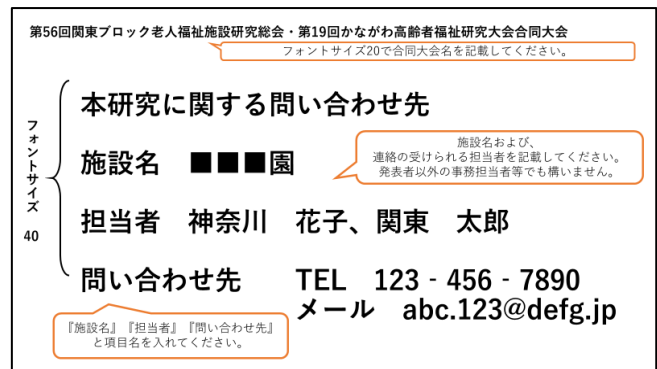 第56回関東ブロック老人福祉施設研究総会・第19回かながわ高齢者福祉研究大会合同大会
フォントサイズ20で合同大会名を記載してください。
フォントサイズ 40
本研究に関する問い合わせ先
施設名　■■■園
施設名および、
連絡の受けられる担当者を記載してください。
発表者以外の事務担当者等でも構いません。
担当者　神奈川　花子、関東　太郎
問い合わせ先　TEL　123‐456‐7890
メール　abc.123@defg.jp
『施設名』『担当者』『問い合わせ先』
と項目名を入れてください。